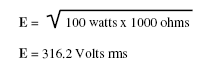 E = √100 watts x 1000 ohms
E = 316.2 Volts rms